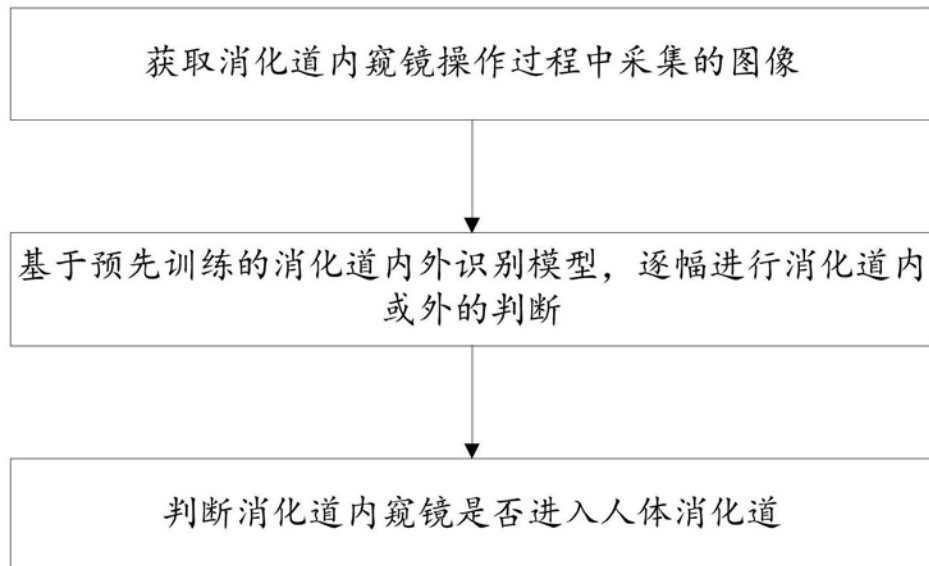 获取消化道内窥镜操作过程中采集的图像
基于预先训练的消化道内外识别模型，逐幅进行消化道内
或外的判断
判断消化道内窥镜是否进入人体消化道